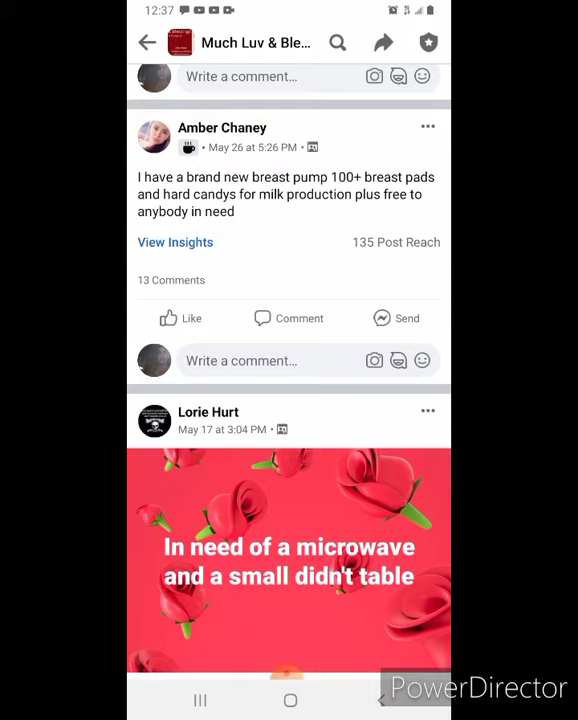 12:37
Much Luv & Ble...
Write a comment...
Amber Chaney
• May 26 at 5:26 PM •
I have a brand new breast pump 100+ breast pads
and hard candys for milk production plus free to
anybody in need
View Insights
135 Post Reach
13 Comments
Like
Comment
Send
Write a comment...
Lorie Hurt
May 17 at 3:04 PM •
In need of a microwave
and a small didn't table
PowerDirector